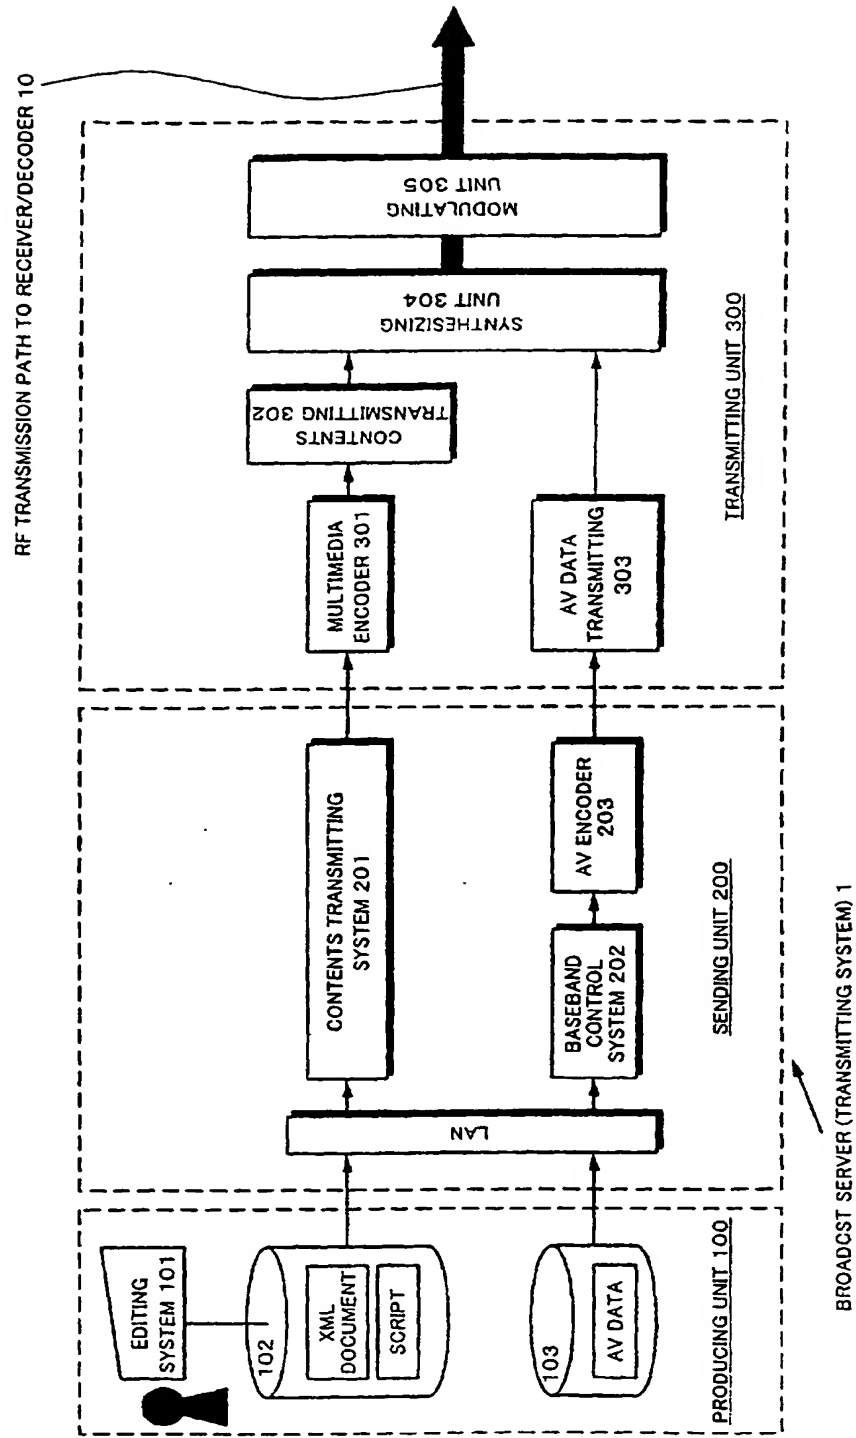 RF TRANSMISSION PATH TO RECEIVER/DECODER 10
EDITING
SYSTEM 101
102
XML
DOCUMENT
SCRIPT
103
AV DATA
PRODUCING UNIT 100
LAN
CONTENTS TRANSMITTING
SYSTEM 201
BASEBAND
CONTROL
SYSTEM 202
AV ENCODER
203
SENDING UNIT 200
MULTIMEDIA
ENCODER 301
CONTENTS
TRANSMITTING 302
AV DATA
TRANSMITTING
303
SYNTHESIZING
UNIT 304
MODULATING
UNIT 305
TRANSMITTING UNIT 300
BROADCST SERVER (TRANSMITTING SYSTEM) 1